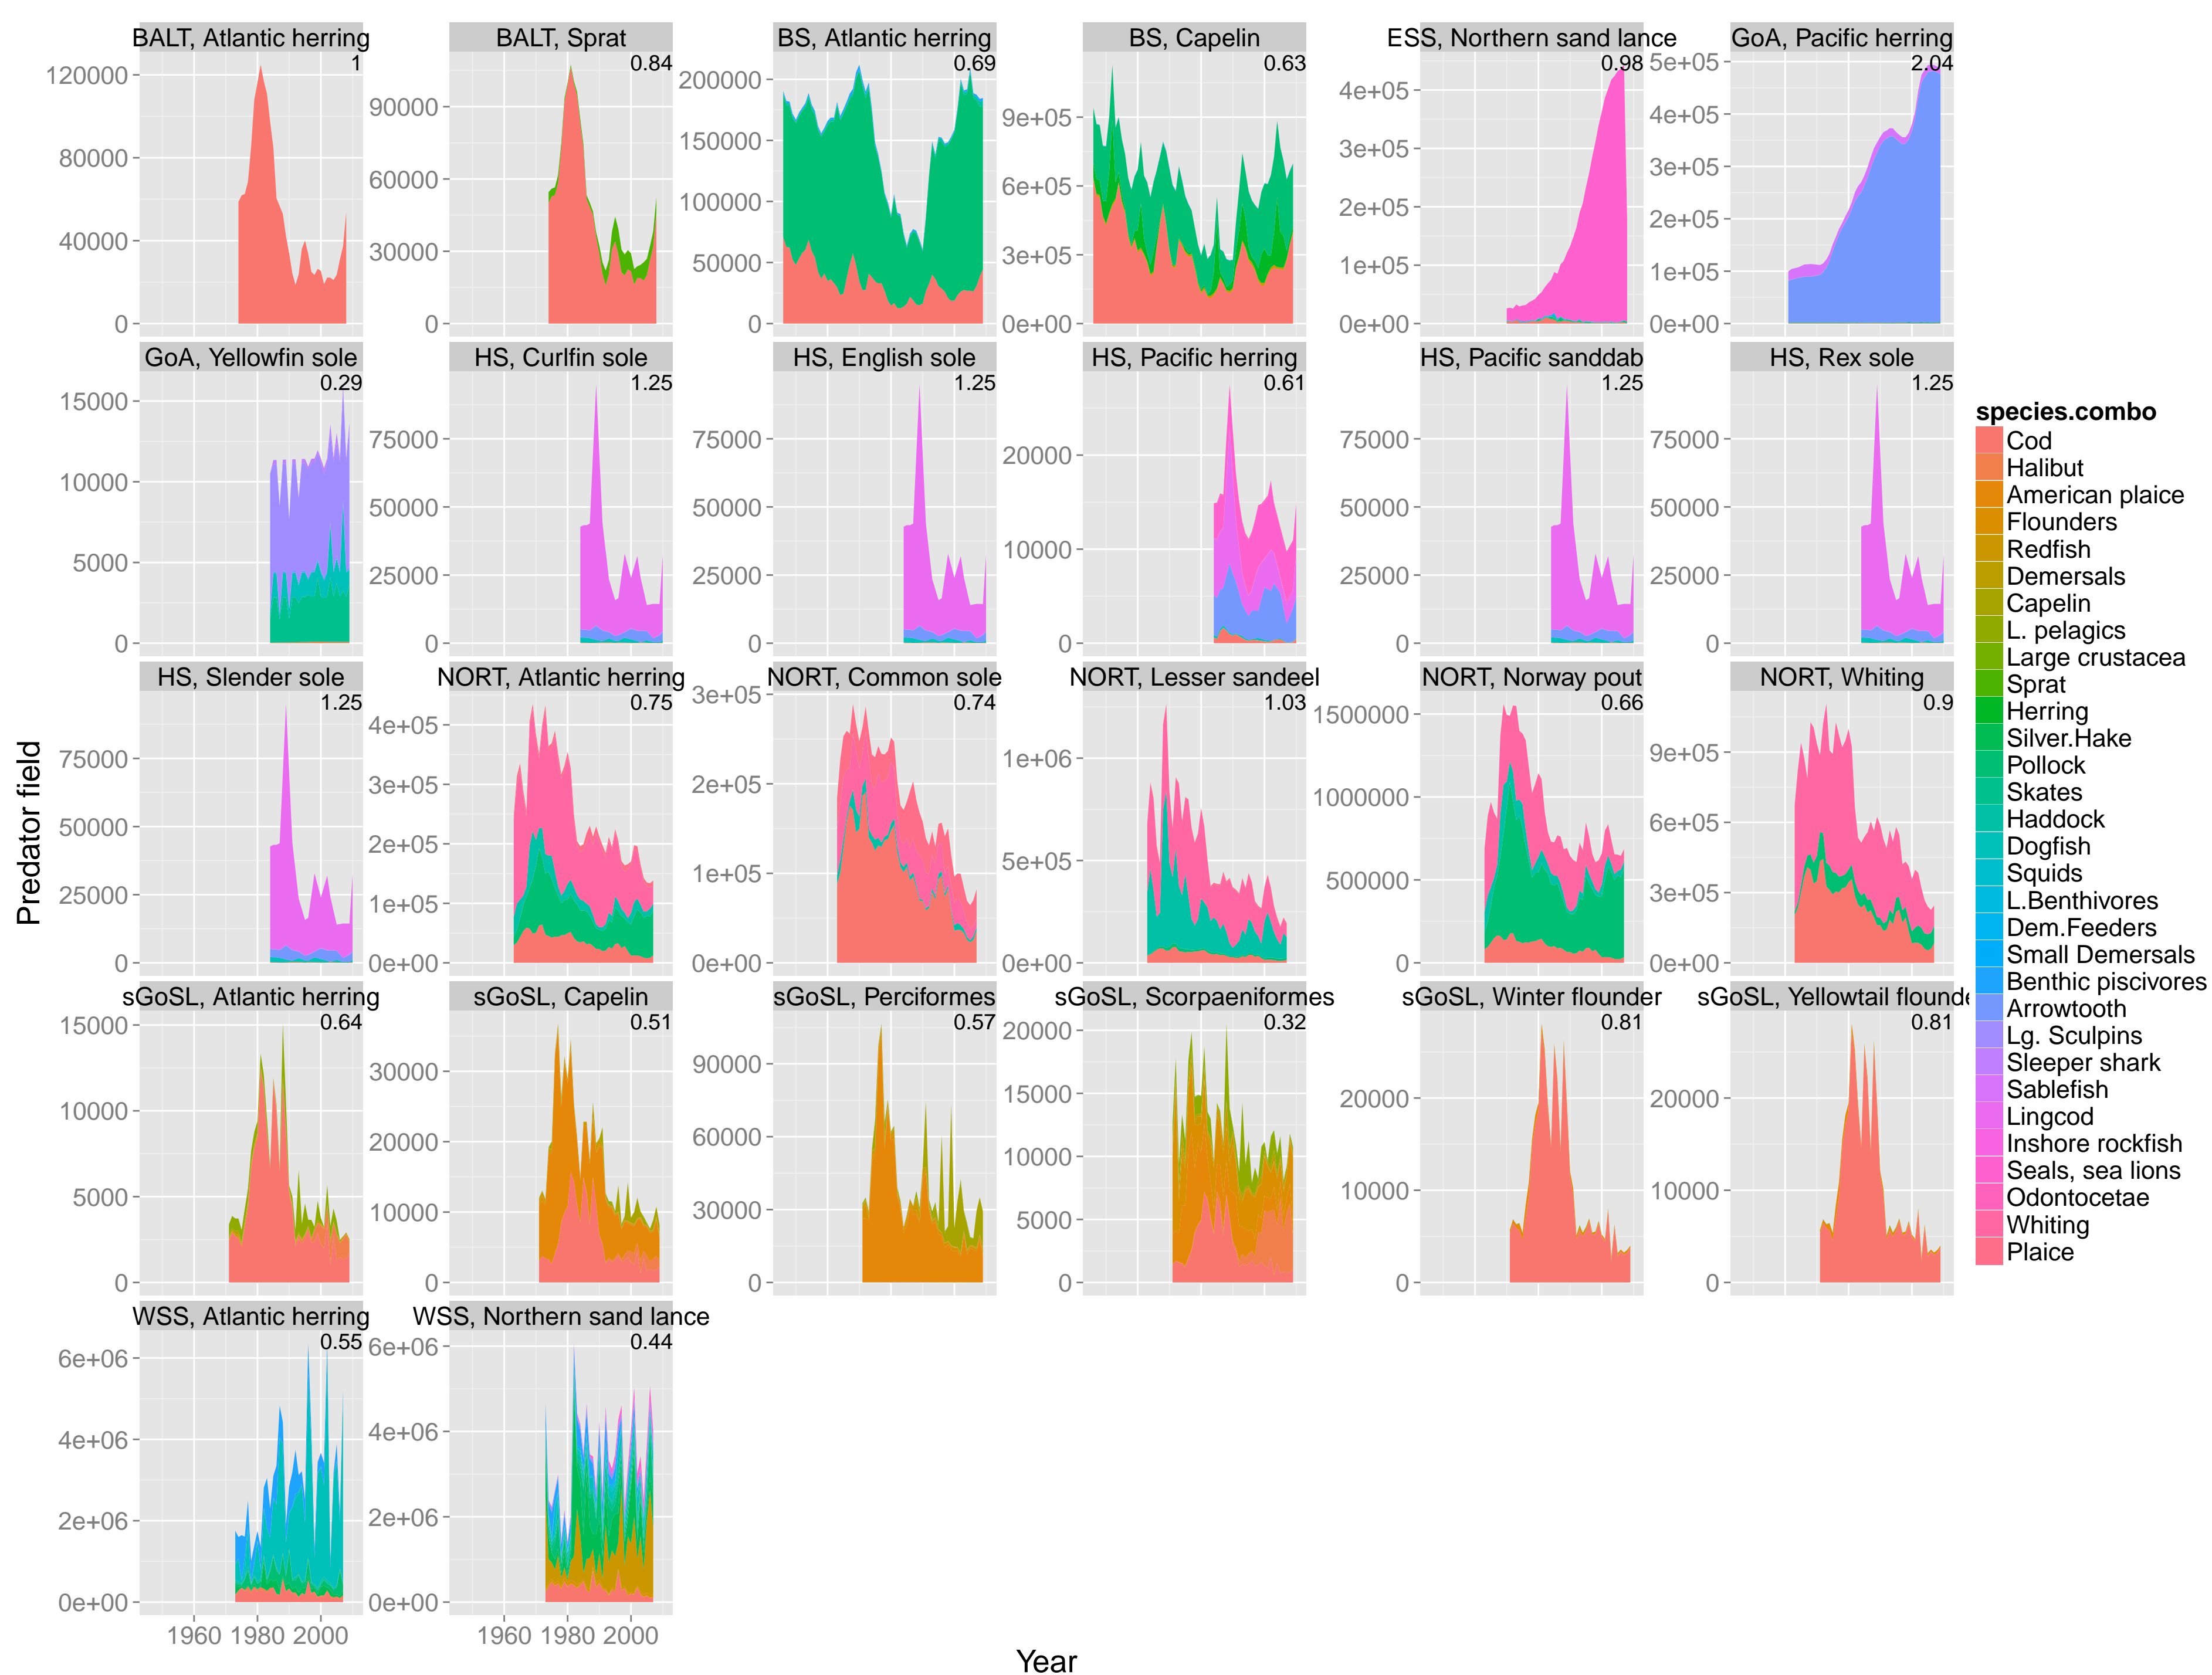 BALT, Atlantic herring
BALT, Sprat
BS, Atlantic herring
BS, Capelin
ESS, Northern sand lance
GoA, Pacific herring
1
0.84
0.69
0.63
0.98
2.04
120000
80000
40000
0
90000
60000
30000
0
200000
150000
100000
50000
0
9e+05
6e+05
3e+05
0e+00
4e+05
3e+05
2e+05
1e+05
0e+00
5e+05
4e+05
3e+05
2e+05
1e+05
0e+00
GoA, Yellowfin sole
HS, Curlfin sole
HS, English sole
HS, Pacific herring
HS, Pacific sanddab
HS, Rex sole
0.29
1.25
1.25
0.61
1.25
1.25
15000
10000
5000
0
75000
50000
25000
0
75000
50000
25000
0
20000
10000
0
75000
50000
25000
0
75000
50000
25000
0
HS, Slender sole
NORT, Atlantic herring
NORT, Common sole
NORT, Lesser sandeel
NORT, Norway pout
NORT, Whiting
1.25
0.75
0.74
1.03
0.66
0.9
75000
50000
25000
0
4e+05
3e+05
2e+05
1e+05
0e+00
3e+05
2e+05
1e+05
0e+00
1e+06
5e+05
0e+00
1500000
1000000
500000
0
9e+05
6e+05
3e+05
0e+00
sGoSL, Atlantic herring
sGoSL, Capelin
sGoSL, Perciformes
sGoSL, Scorpaeniformes
sGoSL, Winter flounder
sGoSL, Yellowtail flounde
0.64
0.51
0.57
0.32
0.81
0.81
15000
10000
5000
0
30000
20000
10000
0
90000
60000
30000
0
20000
15000
10000
5000
0
20000
10000
0
20000
10000
0
WSS, Atlantic herring
WSS, Northern sand lance
0.55
0.44
6e+06
4e+06
2e+06
0e+00
6e+06
4e+06
2e+06
0e+00
1960 1980 2000
1960 1980 2000
Year
Predator field
species.combo
Cod
Halibut
American plaice
Flounders
Redfish
Demersals
Capelin
L. pelagics
Large crustacea
Sprat
Herring
Silver.Hake
Pollock
Skates
Haddock
Dogfish
Squids
L.Benthivores
Dem.Feeders
Small Demersals
Benthic piscivores
Arrowtooth
Lg. Sculpins
Sleeper shark
Sablefish
Lingcod
Inshore rockfish
Seals, sea lions
Odontocetae
Whiting
Plaice